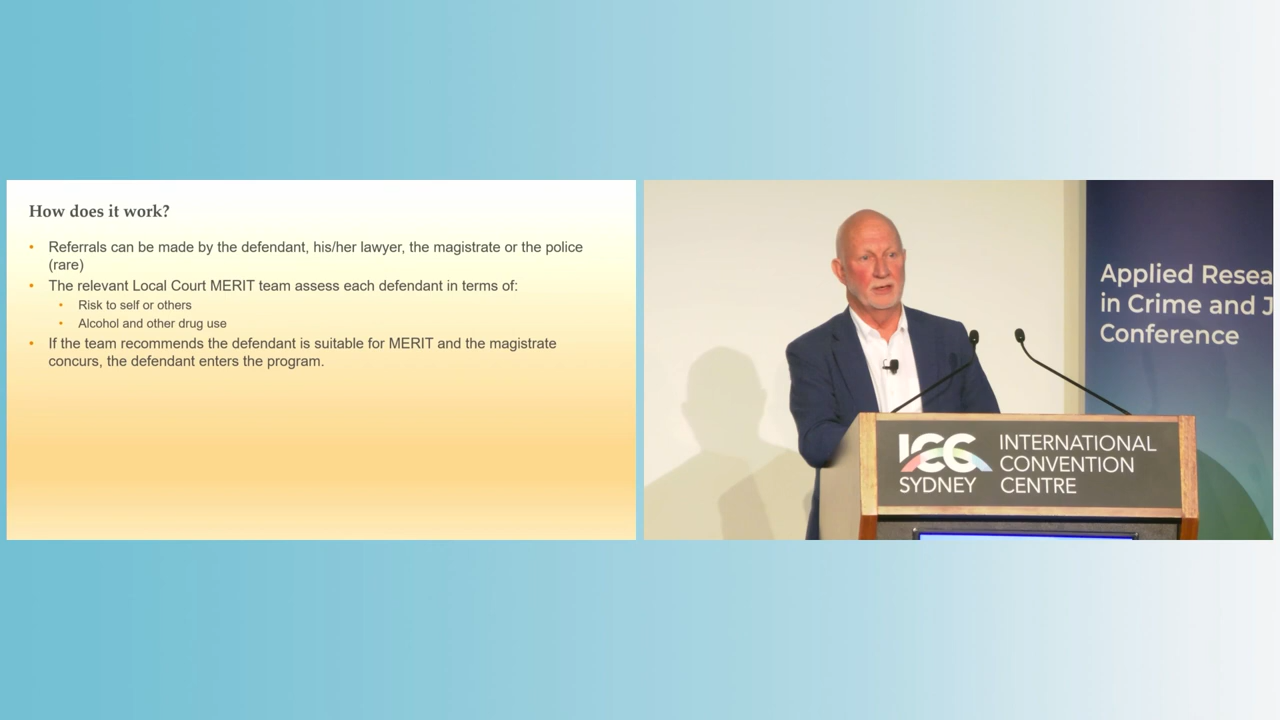 How does it work?
Referrals can be made by the defendant, his/her lawyer, the magistrate or the police
(rare)
The relevant Local Court MERIT team assess each defendant in terms of:
Risk to self or others
Alcohol and other drug use
If the team recommends the defendant is suitable for MERIT and the magistrate
concurs, the defendant enters the program.
Applied Resea
in Crime and J
Conference
ICC
SYDNEY
INTERNATIONAL
CONVENTION
CENTRE